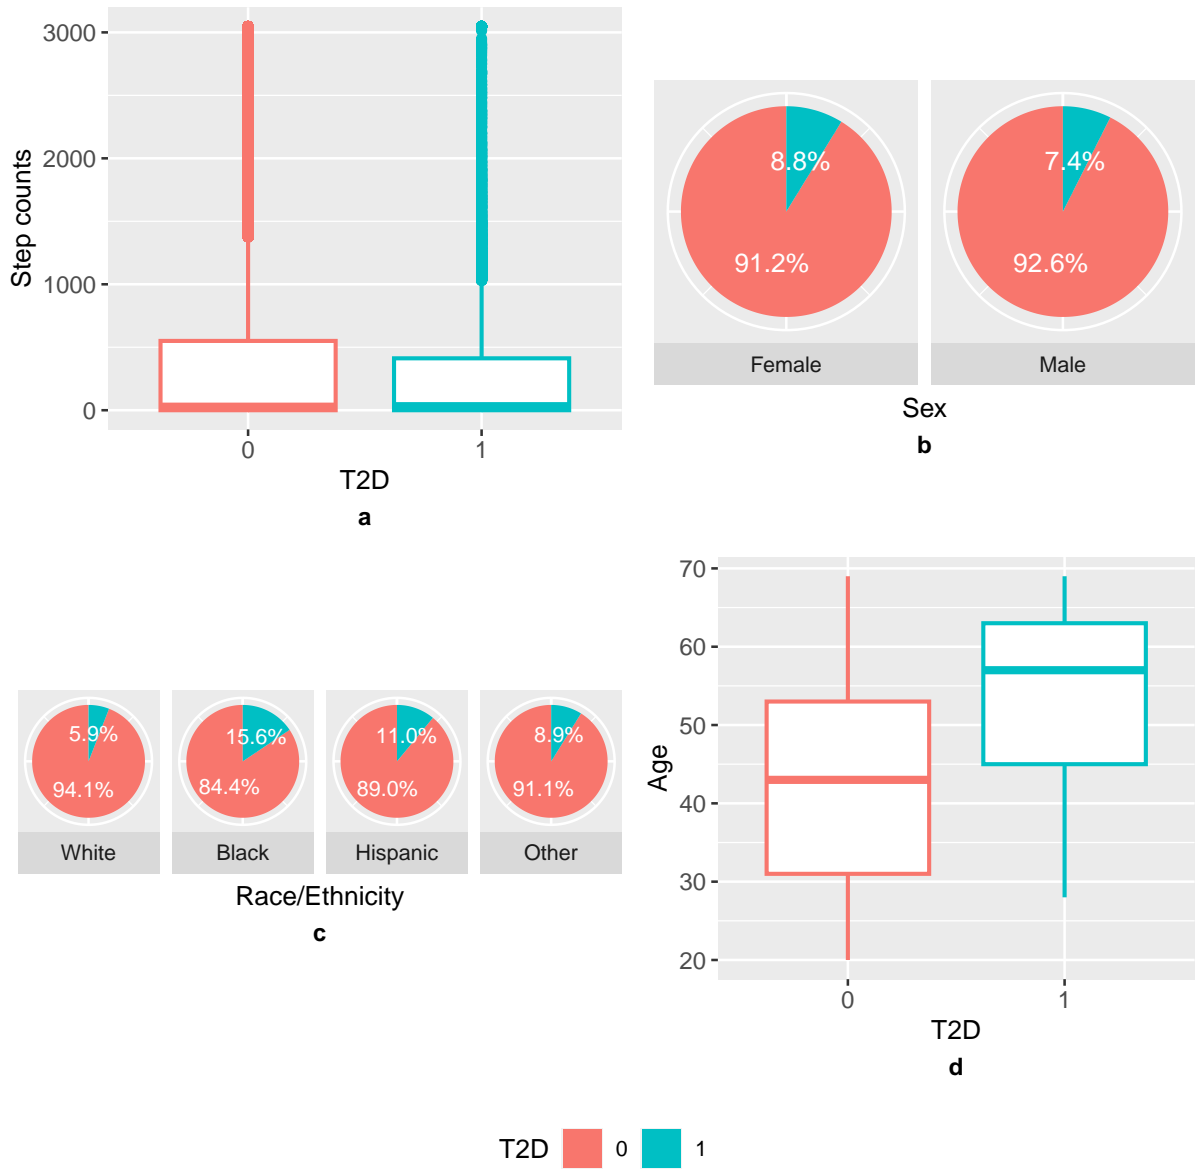 3000
2000
1000
0
Step counts
0 1
T2D
a
8.8%
91.2%
Female
7.4%
92.6%
Male
Sex
b
5.9%
94.1%
White
15.6%
84.4%
Black
11.0%
89.0%
Hispanic
8.9%
91.1%
Other
Race/Ethnicity
c
70
60
50
40
30
20
Age
0 1
T2D
d
T2D 0 1